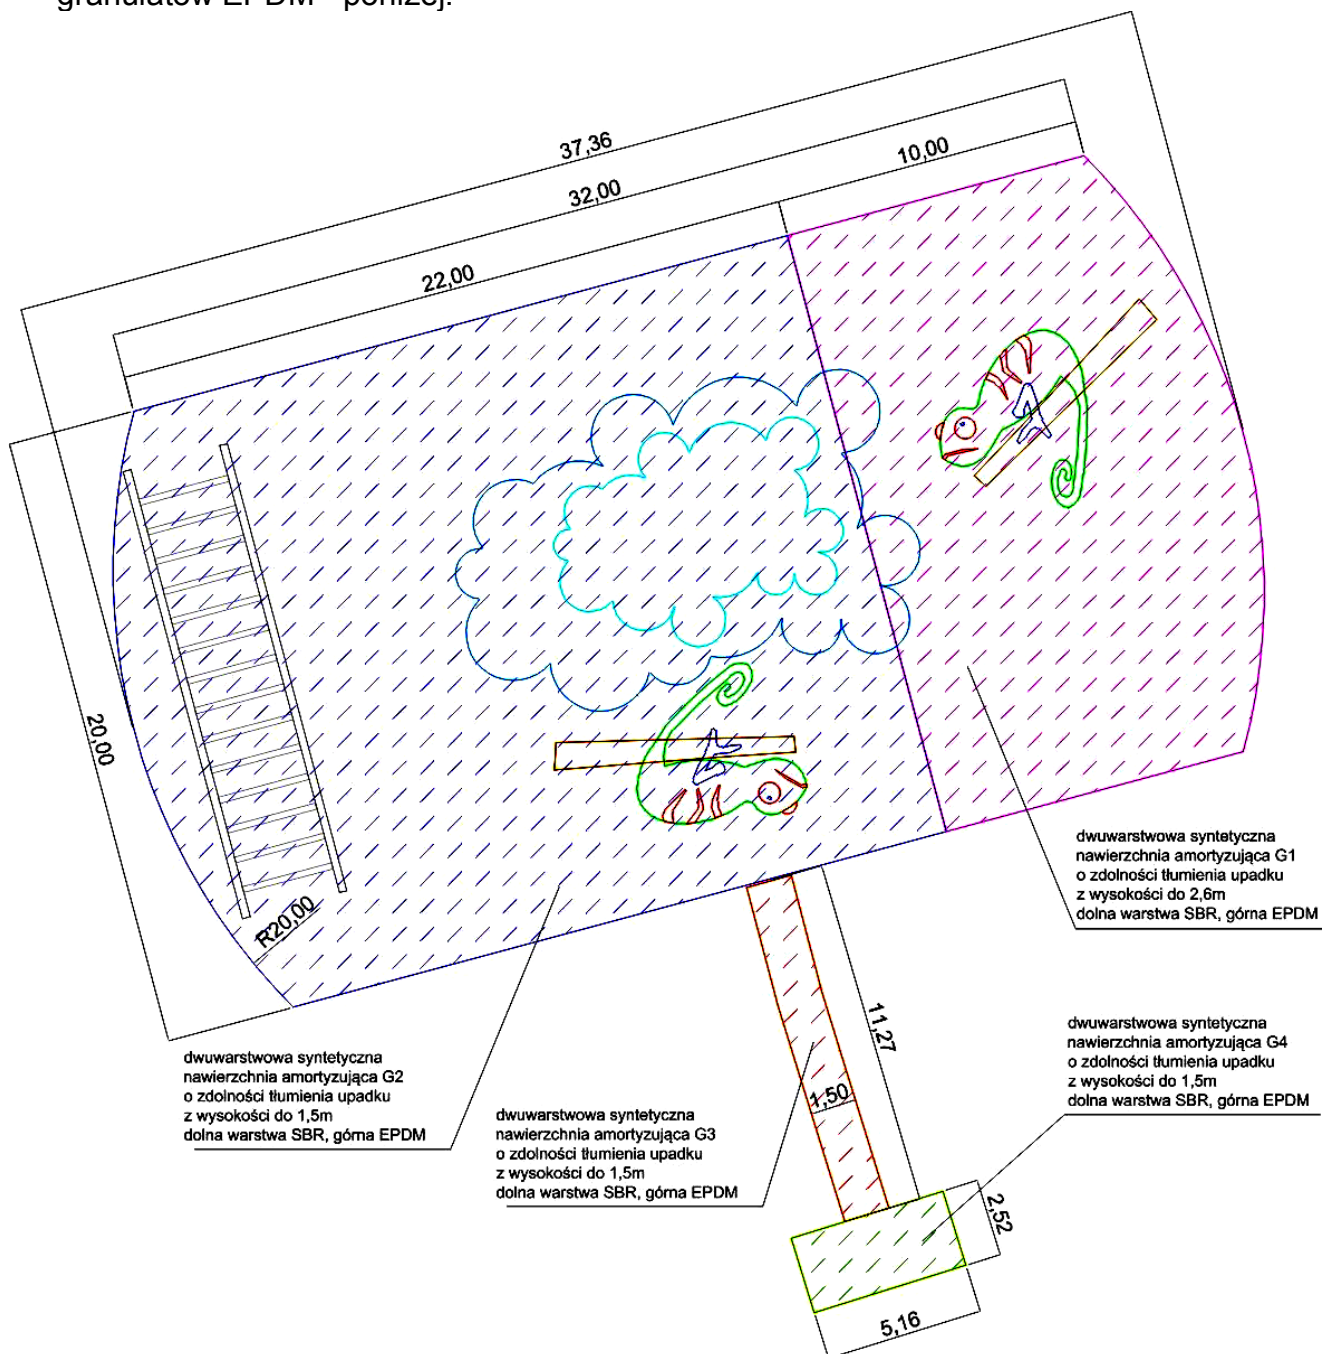 granulatów EPDM - poniżej.
37,36
32,00
10,00
22,00
20,00
R20,00
11,27
1,50
2,52
5,16
dwuwarstwowa syntetyczna
nawierzchnia amortyzująca G1
o zdolności tłumienia upadku
z wysokości do 2,6m
dolna warstwa SBR, górna EPDM
dwuwarstwowa syntetyczna
nawierzchnia amortyzująca G4
o zdolności tłumienia upadku
z wysokości do 1,5m
dolna warstwa SBR, górna EPDM
dwuwarstwowa syntetyczna
nawierzchnia amortyzująca G2
o zdolności tłumienia upadku
z wysokości do 1,5m
dolna warstwa SBR, górna EPDM
dwuwarstwowa syntetyczna
nawierzchnia amortyzująca G3
o zdolności tłumienia upadku
z wysokości do 1,5m
dolna warstwa SBR, górna EPDM